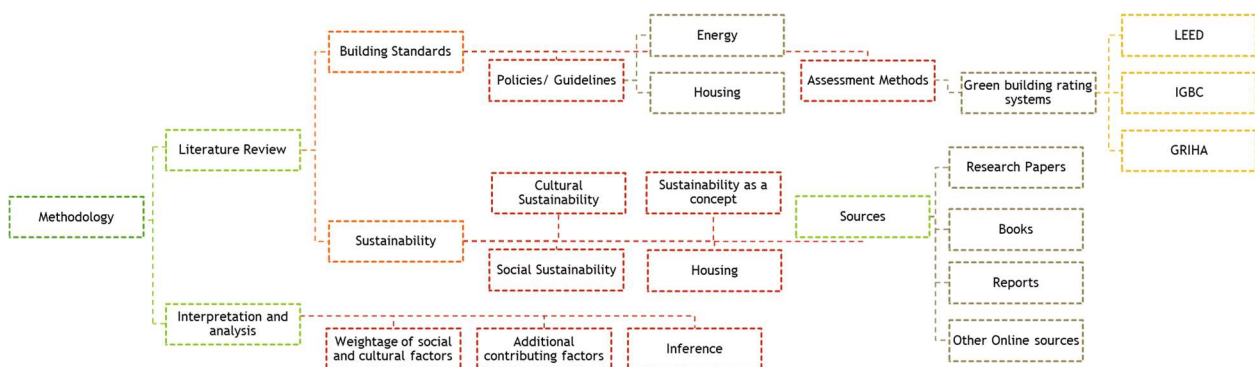 Methodology
Literature Review
Building Standards
Policies/ Guidelines
Energy
Housing
Assessment Methods
Green building rating
systems
LEED
IGBC
GRIHA
Sustainability
Cultural
Sustainability
Social Sustainability
Sustainability as a
concept
Housing
Sources
Research Papers
Books
Reports
Other Online sources
Interpretation and
analysis
Weightage of social
and cultural factors
Additional
contributing factors
Inference